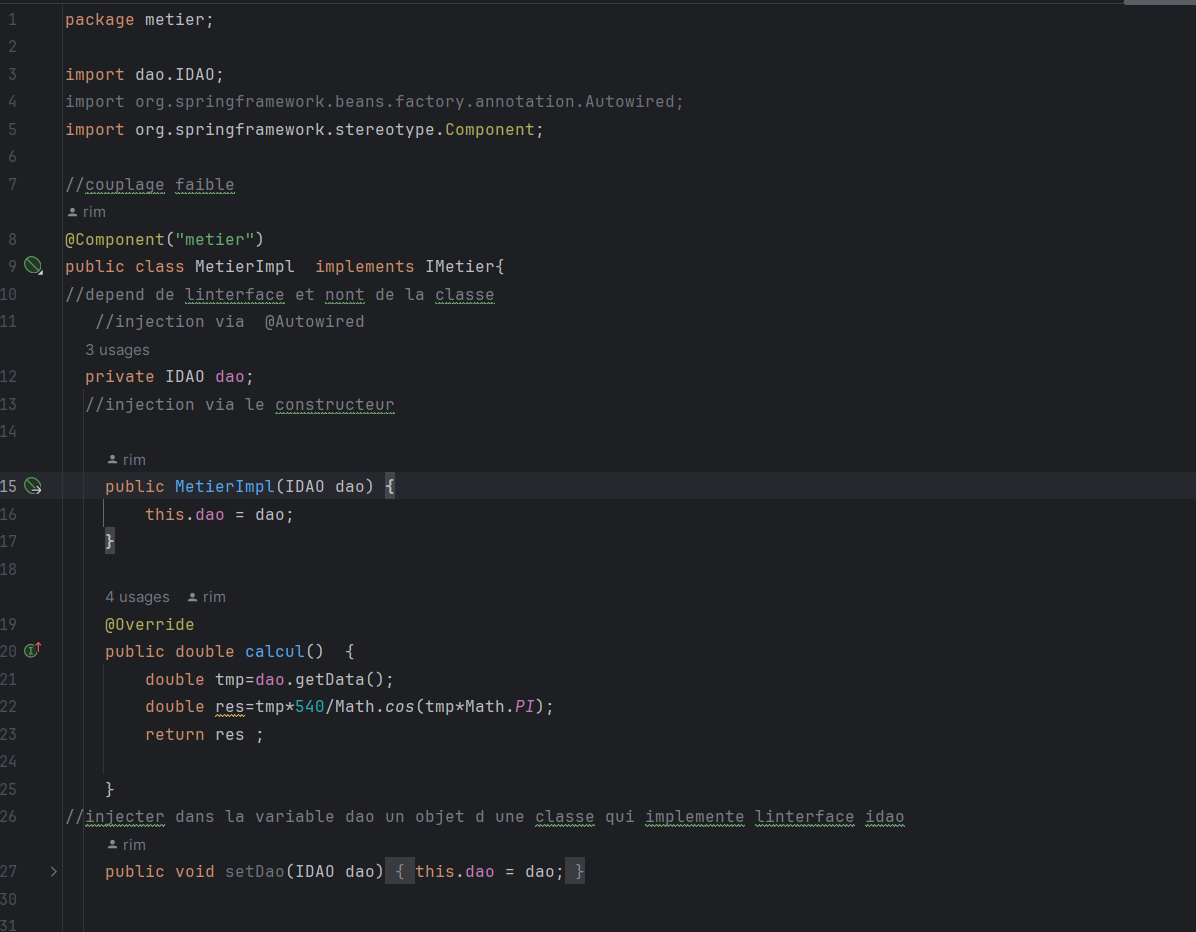 1 package metier;
2
3 import dao.IDAO;
4 import org.springframework.beans.factory.annotation.Autowired;
5 import org.springframework.stereotype.Component;
6
7 //couplage faible
rim
8 @Component("metier")
9 public class MetierImpl  implements IMetier{
10 //depend de linterface et nont de la classe
11 //injection via  @Autowired
3 usages
12 private IDAO dao;
13 //injection via le constructeur
14
rim
15 public MetierImpl(IDAO dao) {
16 this.dao = dao;
17 }
18
4 usages rim
19 @Override
20 public double calcul()  {
21 double tmp=dao.getData();
22 double res=tmp*540/Math.cos(tmp*Math.PI);
23 return res ;
24
25 }
26 //injecter dans la variable dao un objet d une classe qui implemente linterface idao
rim
27 public void setDao(IDAO dao) { this.dao = dao; }
30
31